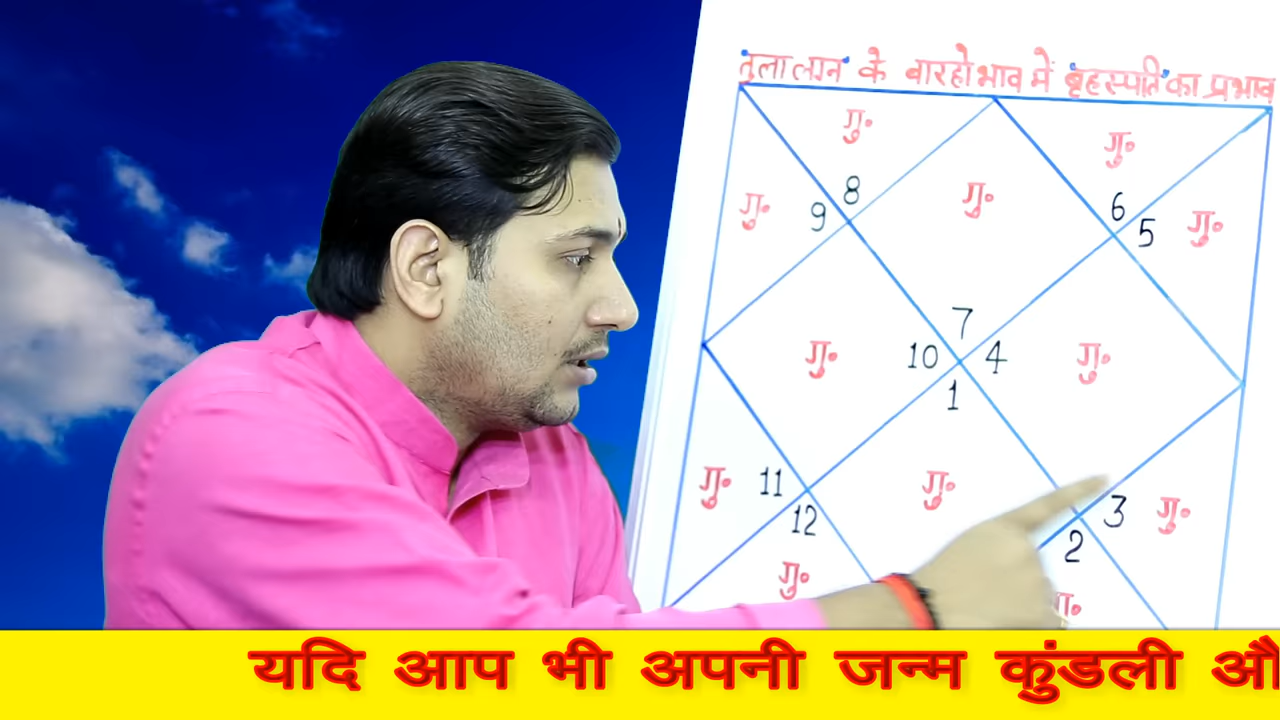 तुला लग्न के बारहो भाव में बृहस्पति का प्रभाव
गु॰
गु॰
गु॰ 9 8
गु॰
6 5 गु॰
7
गु॰ 10 4 गु॰
1
गु॰ 11
गु॰
3 गु॰
12
2
गु॰
गु॰
यदि आप भी अपनी जन्म कुंडली औ